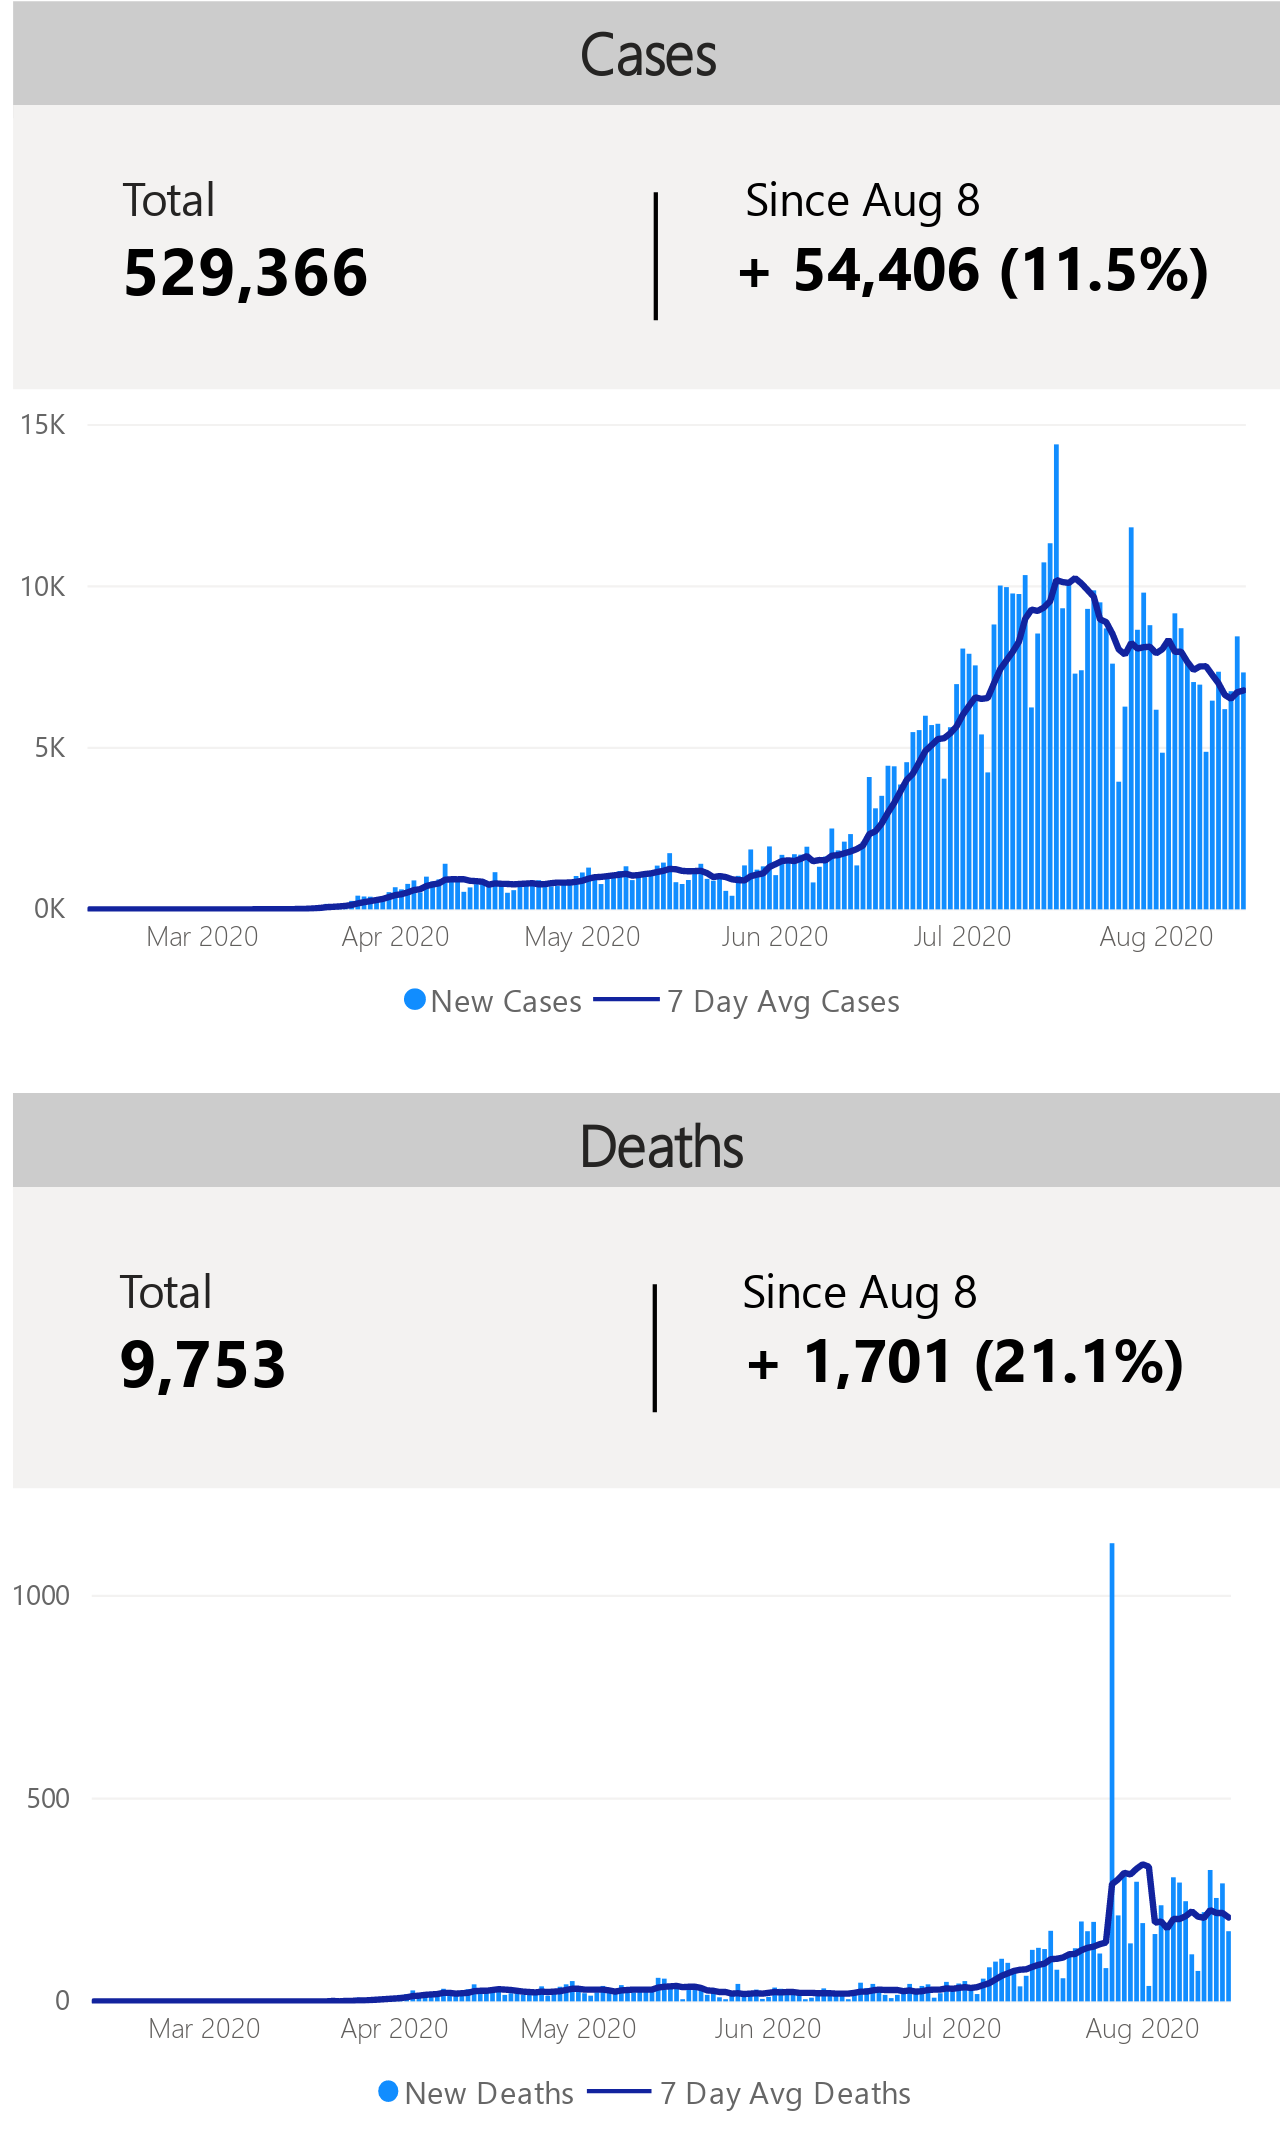 Cases
Total
Since Aug 8
529,366
+ 54,406 (11.5%)
15K
10K
5K
0K
Mar 2020
Apr 2020
May 2020
Jun 2020
Jul 2020
Aug 2020
New Cases
7 Day Avg Cases
Deaths
Total
Since Aug 8
9,753
+ 1,701 (21.1%)
1000
500
0
Mar 2020
Apr 2020
May 2020
Jun 2020
Jul 2020
Aug 2020
New Deaths
7 Day Avg Deaths